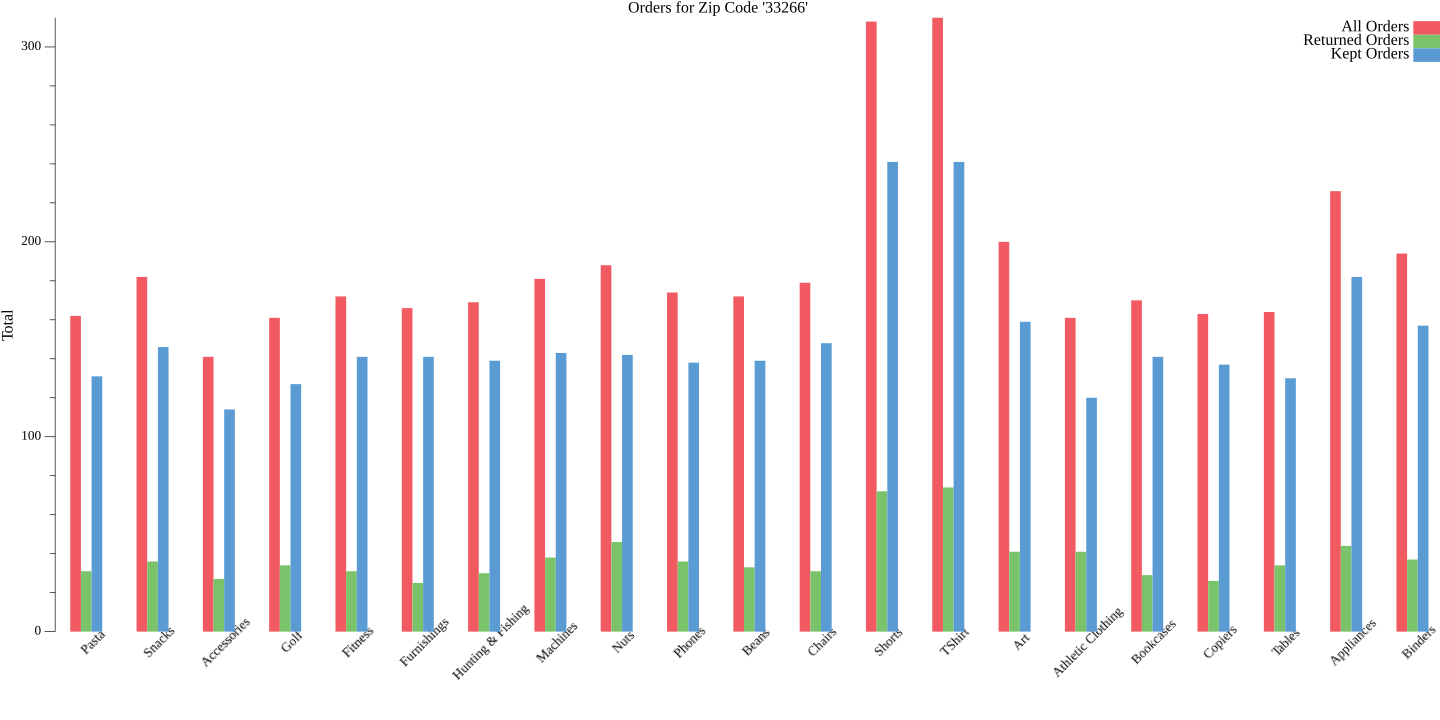 Orders for Zip Code '33266'
All Orders
Returned Orders
Kept Orders
300
200
100
0
Total
Pasta
Snacks
Accessories
Golf
Fitness
Furnishings
Hunting & Fishing
Machines
Nuts
Phones
Beans
Chairs
Shorts
TShirt
Art
Athletic Clothing
Bookcases
Copiers
Tables
Appliances
Binders